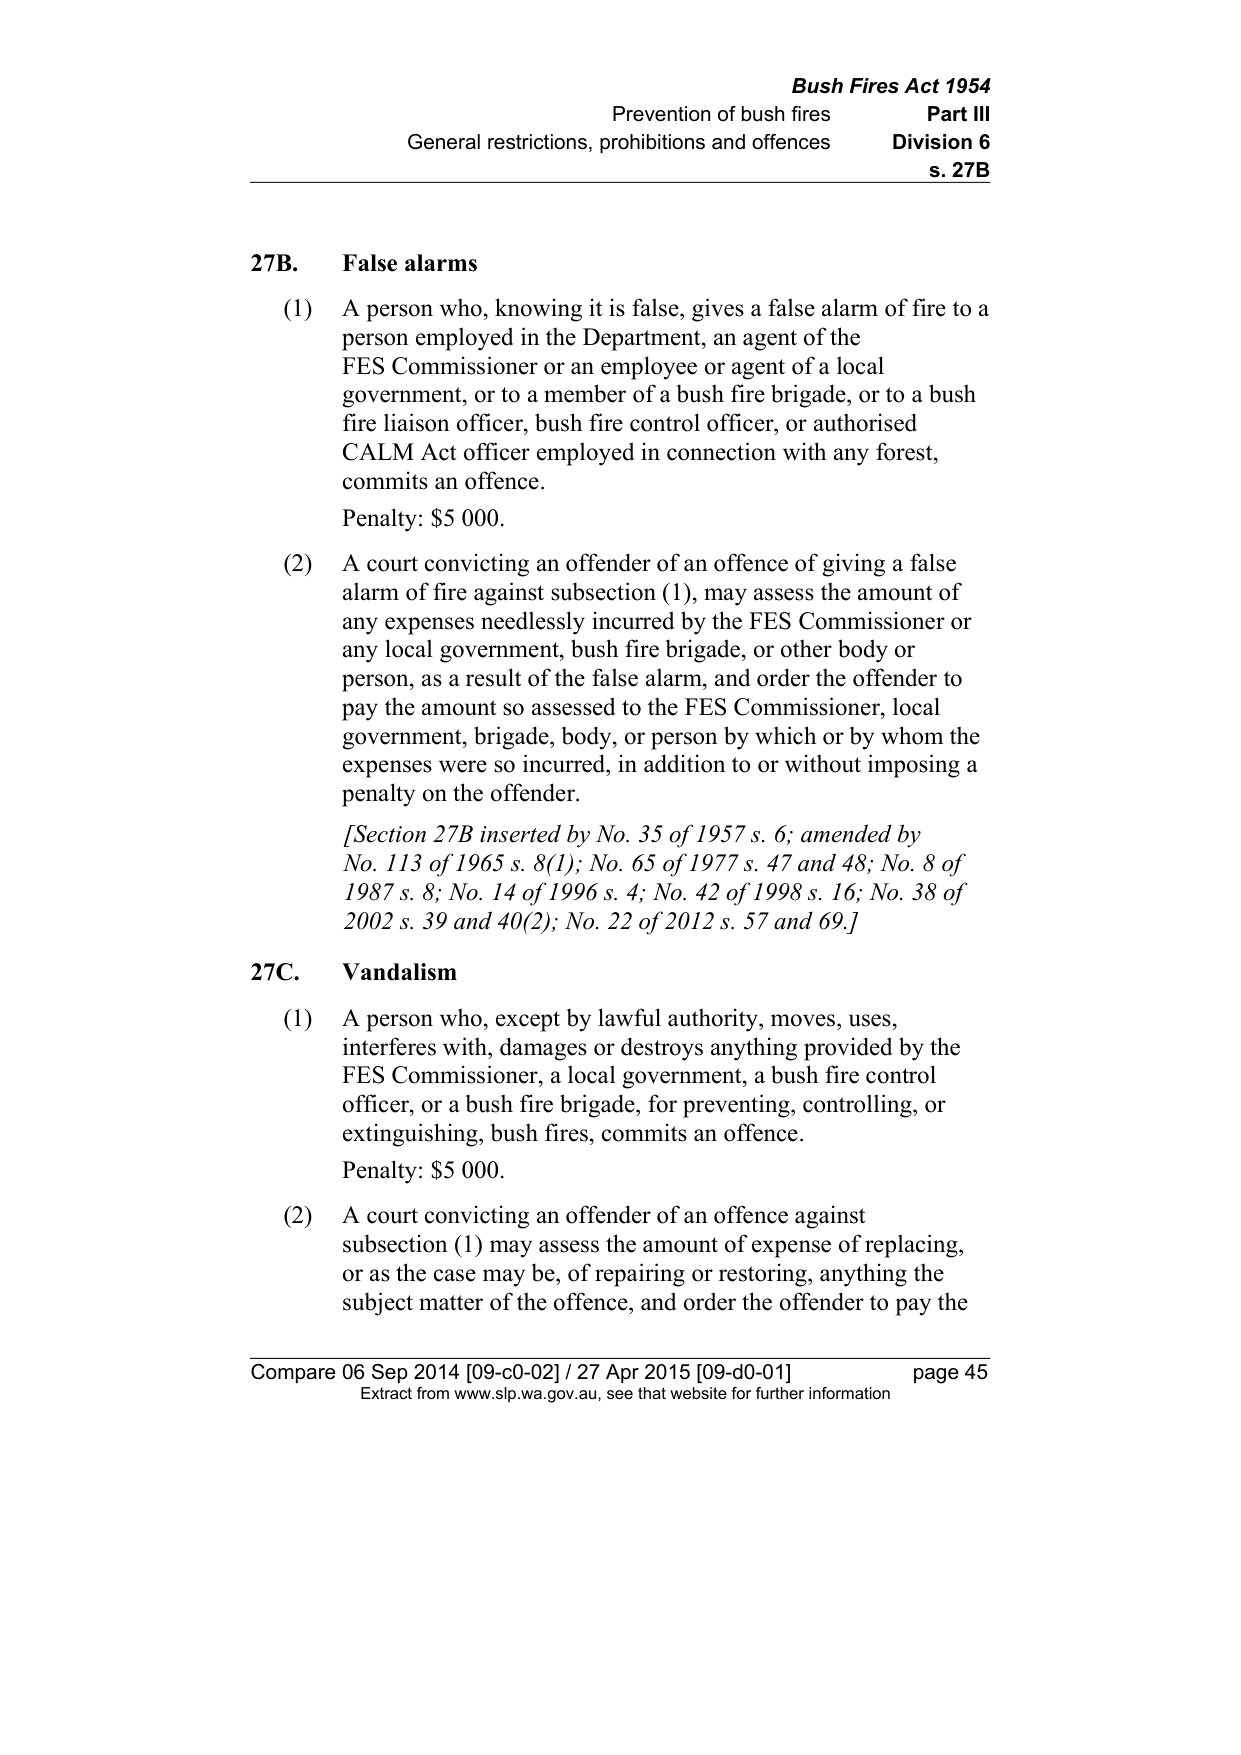 Bush Fires Act 1954
Prevention of bush fires Part III
General restrictions, prohibitions and offences Division 6
s. 27B
27B. False alarms
(1) A person who, knowing it is false, gives a false alarm of fire to a
person employed in the Department, an agent of the
FES Commissioner or an employee or agent of a local
government, or to a member of a bush fire brigade, or to a bush
fire liaison officer, bush fire control officer, or authorised
CALM Act officer employed in connection with any forest,
commits an offence.
Penalty: $5 000.
(2) A court convicting an offender of an offence of giving a false
alarm of fire against subsection (1), may assess the amount of
any expenses needlessly incurred by the FES Commissioner or
any local government, bush fire brigade, or other body or
person, as a result of the false alarm, and order the offender to
pay the amount so assessed to the FES Commissioner, local
government, brigade, body, or person by which or by whom the
expenses were so incurred, in addition to or without imposing a
penalty on the offender.
[Section 27B inserted by No. 35 of 1957 s. 6; amended by
No. 113 of 1965 s. 8(1); No. 65 of 1977 s. 47 and 48; No. 8 of
1987 s. 8; No. 14 of 1996 s. 4; No. 42 of 1998 s. 16; No. 38 of
2002 s. 39 and 40(2); No. 22 of 2012 s. 57 and 69.]
27C. Vandalism
(1) A person who, except by lawful authority, moves, uses,
interferes with, damages or destroys anything provided by the
FES Commissioner, a local government, a bush fire control
officer, or a bush fire brigade, for preventing, controlling, or
extinguishing, bush fires, commits an offence.
Penalty: $5 000.
(2) A court convicting an offender of an offence against
subsection (1) may assess the amount of expense of replacing,
or as the case may be, of repairing or restoring, anything the
subject matter of the offence, and order the offender to pay the
Compare 06 Sep 2014 [09-c0-02] / 27 Apr 2015 [09-d0-01] page 45
Extract from www.slp.wa.gov.au, see that website for further information